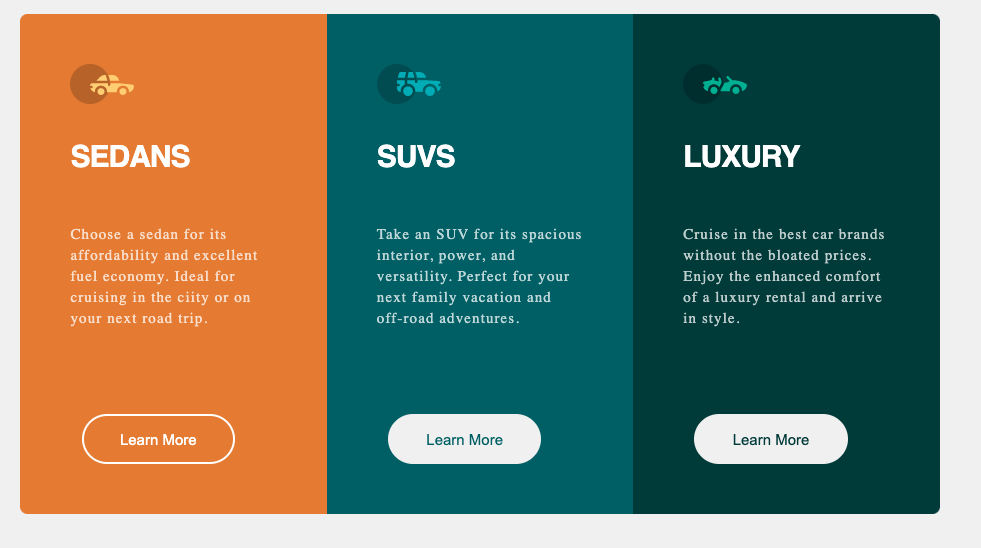 SEDANS
Choose a sedan for its
affordability and excellent
fuel economy. Ideal for
cruising in the ciity or on
your next road trip.
Learn More
SUVS
Take an SUV for its spacious
interior, power, and
versatility. Perfect for your
next family vacation and
off-road adventures.
Learn More
LUXURY
Cruise in the best car brands
without the bloated prices.
Enjoy the enhanced comfort
of a luxury rental and arrive
in style.
Learn More